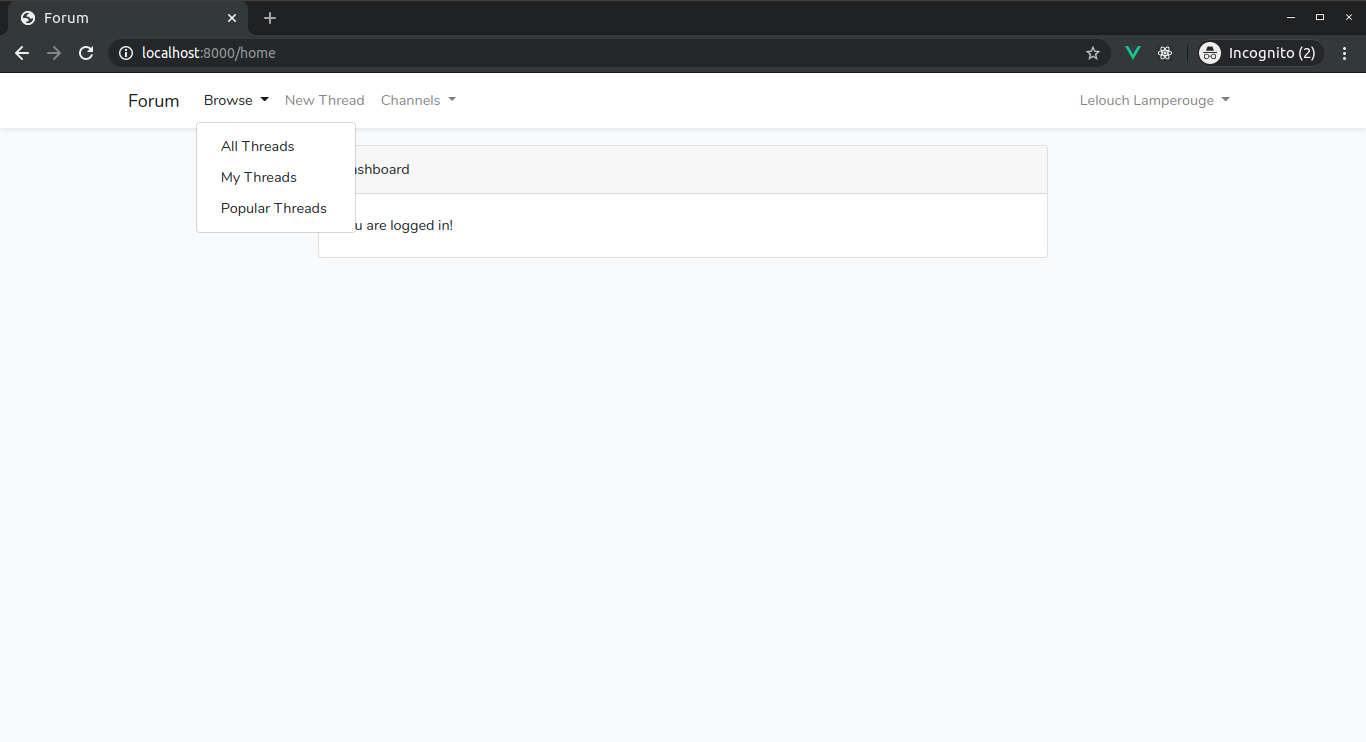 Forum
localhost:8000/home
Incognito (2)
Forum Browse New Thread Channels Lelouch Lamperouge
All Threads
My Threads
Popular Threads
shboard
u are logged in!